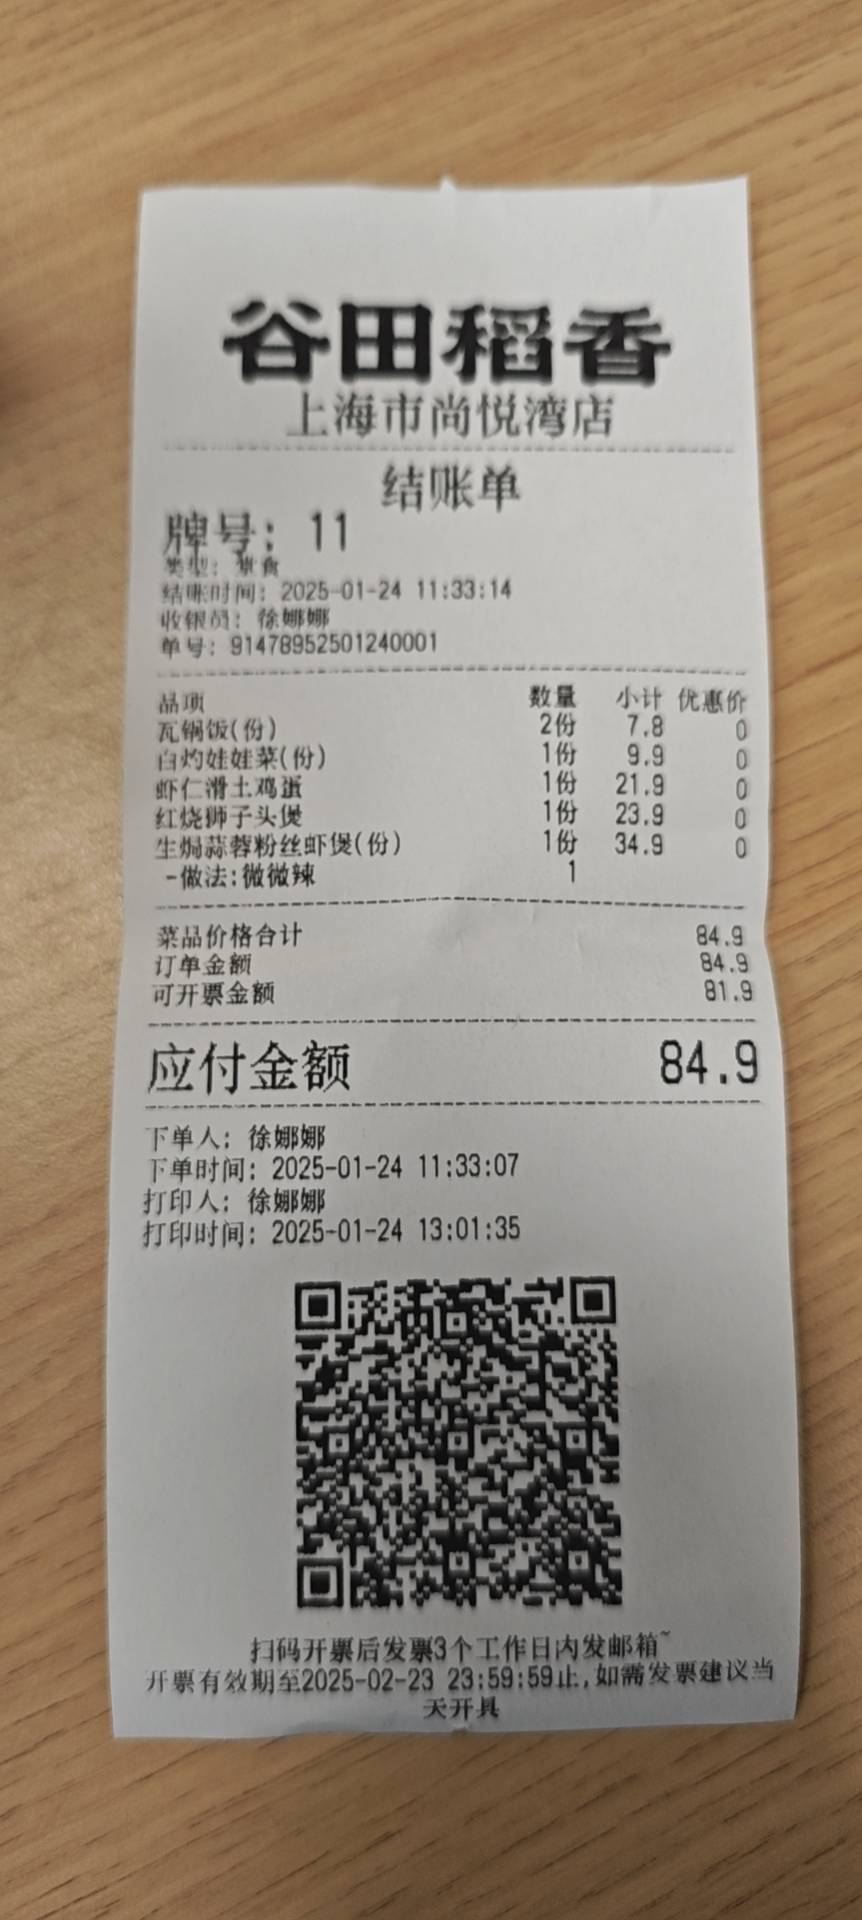 谷田稻香
上海市尚悦湾店
结账单
牌号: 11
类型: 堂食
结账时间: 2025-01-24 11:33:14
收银员: 徐娜娜
单号: 91478952501240001
品项 数量 小计 优惠价
瓦锅饭(份) 2份 7.8 0
白灼娃娃菜(份) 1份 9.9 0
虾仁滑土鸡蛋 1份 21.9 0
红烧狮子头煲 1份 23.9 0
生焗蒜蓉粉丝虾煲(份) 1份 34.9 0
-做法:微微辣 1
菜品价格合计 84.9
订单金额 84.9
可开票金额 81.9
应付金额 84.9
下单人: 徐娜娜
下单时间: 2025-01-24 11:33:07
打印人: 徐娜娜
打印时间: 2025-01-24 13:01:35
扫码开票后发票3个工作日内发邮箱~
开票有效期至2025-02-23 23:59:59止,如需发票建议当
天开具